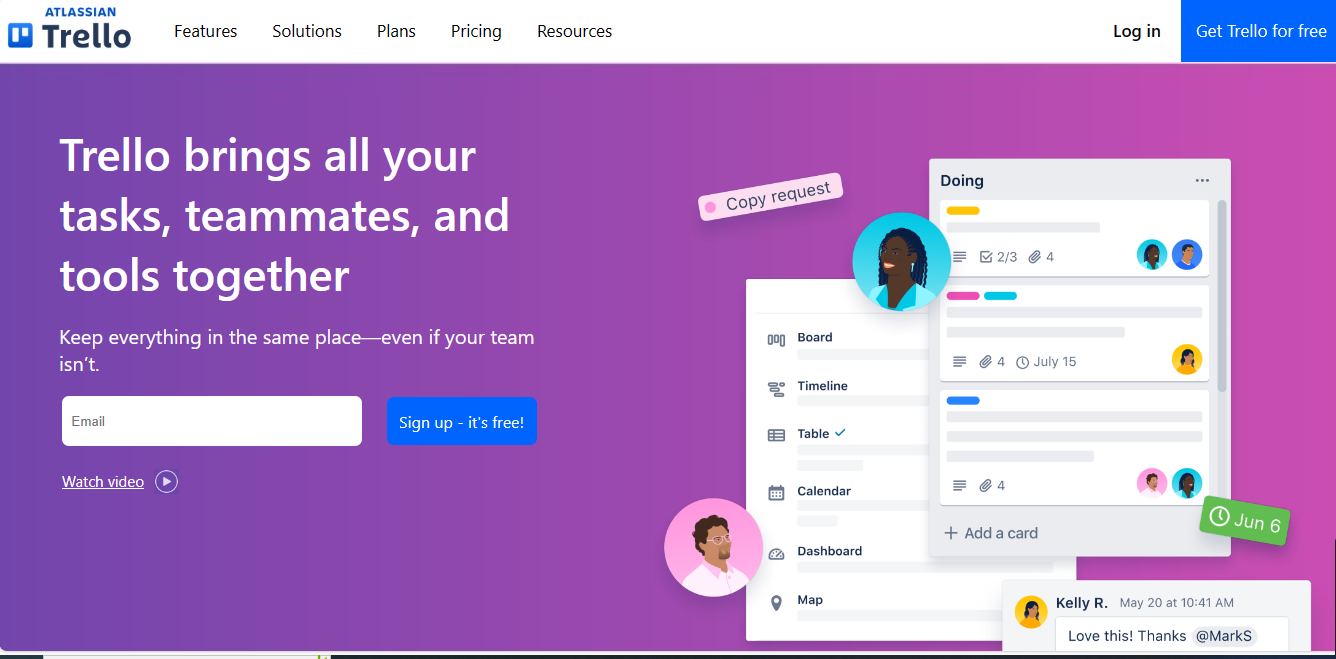 ATLASSIAN
Trello
Features
Solutions
Plans
Pricing
Resources
Log in
Get Trello for free
Trello brings all your
tasks, teammates, and
tools together
Keep everything in the same place—even if your team
isn’t.
Email
Sign up - it's free!
Watch video
Copy request
Board
Timeline
Table
Calendar
Dashboard
Map
Doing
2/3 4
4 July 15
4
Add a card
Jun 6
Kelly R. May 20 at 10:41 AM
Love this! Thanks @MarkS